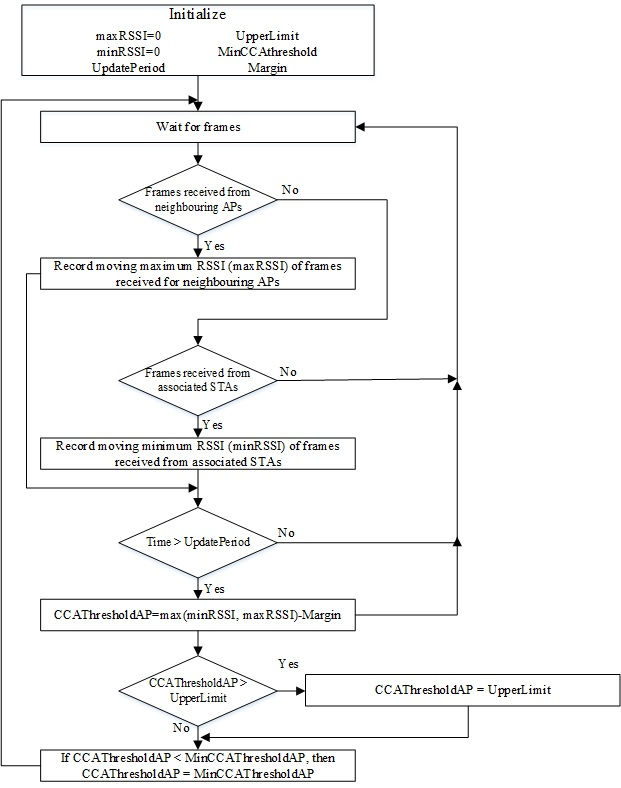 Initialize
maxRSSI=0 UpperLimit
minRSSI=0 MinCCAthreshold
UpdatePeriod Margin
Wait for frames
Frames received from
neighbouring APs
No
Yes
Record moving maximum RSSI (maxRSSI) of frames
received for neighbouring APs
Frames received from
associated STAs
No
Yes
Record moving minimum RSSI (minRSSI) of frames
received from associated STAs
Time > UpdatePeriod
No
Yes
CCAThresholdAP=max(minRSSI, maxRSSI)-Margin
CCAThresholdAP>
UpperLimit
Yes
CCAThresholdAP = UpperLimit
No
If CCAThresholdAP < MinCCAThresholdAP, then
CCAThresholdAP = MinCCAThresholdAP